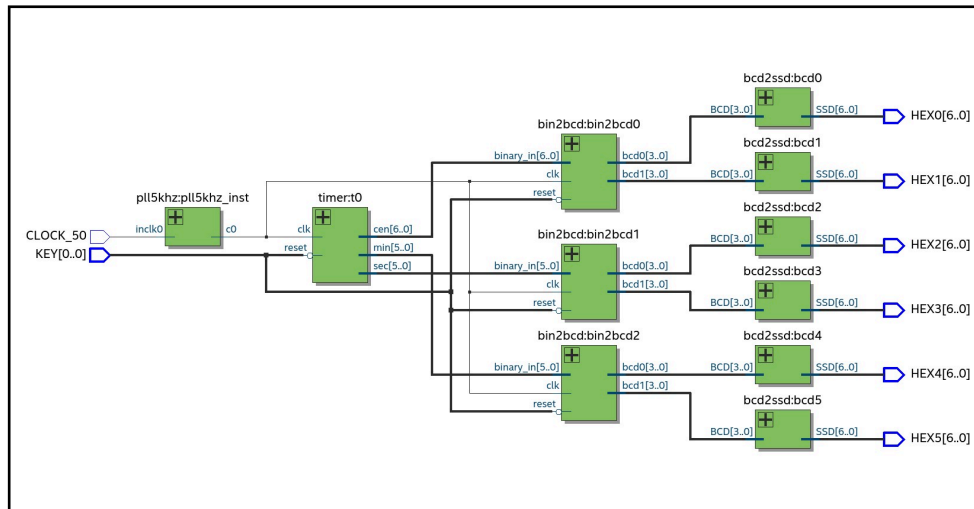 bcd2ssd:bcd0
BCD[3..0] SSD[6..0] HEX0[6..0]
bin2bcd:bin2bcd0
bcd2ssd:bcd1
binary_in[6..0] bcd0[3..0]
clk bcd1[3..0] BCD[3..0] SSD[6..0] HEX1[6..0]
reset
pll5khz:pll5khz_inst timer:t0
bcd2ssd:bcd2
CLOCK_50 inclk0 c0 clk cen[6..0]
KEY[0..0] reset min[5..0]
sec[5..0]
bin2bcd:bin2bcd1
BCD[3..0] SSD[6..0] HEX2[6..0]
binary_in[5..0] bcd0[3..0]
bcd2ssd:bcd3
clk bcd1[3..0]
reset BCD[3..0] SSD[6..0] HEX3[6..0]
bin2bcd:bin2bcd2
bcd2ssd:bcd4
binary_in[5..0] bcd0[3..0] BCD[3..0] SSD[6..0] HEX4[6..0]
clk bcd1[3..0]
reset
bcd2ssd:bcd5
BCD[3..0] SSD[6..0] HEX5[6..0]